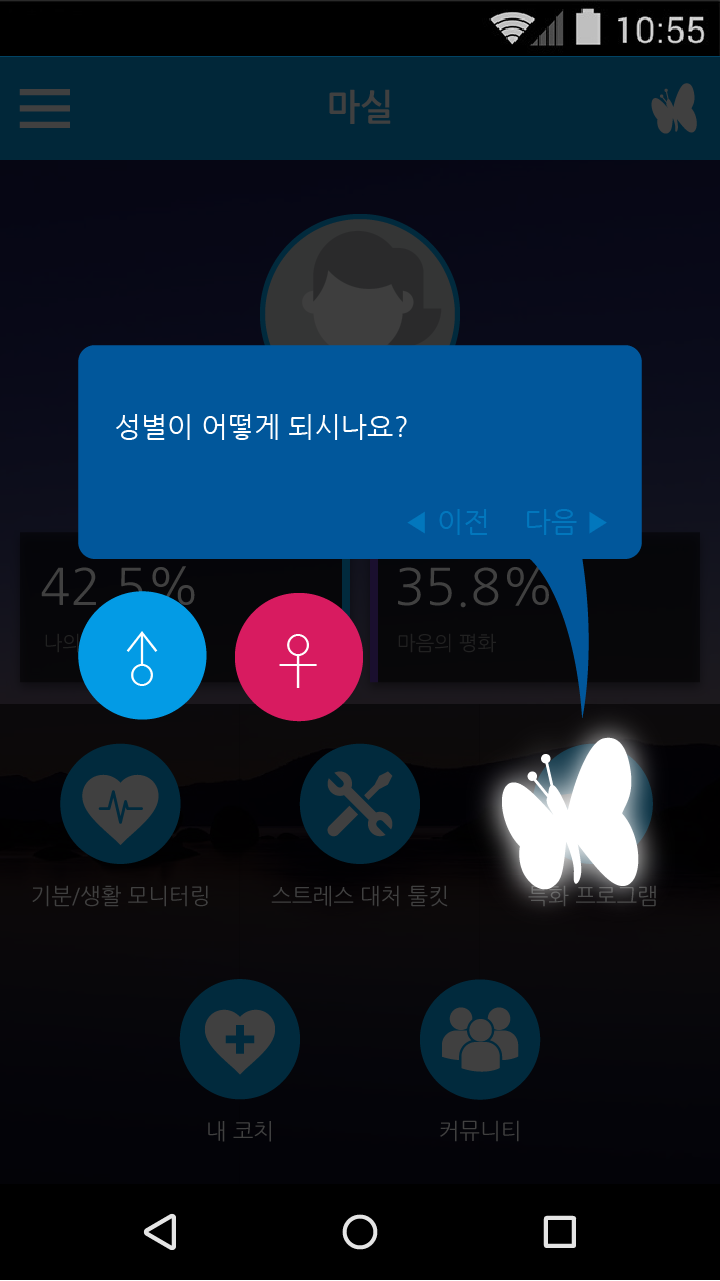 10:55
마실
성별이 어떻게 되시나요?
◀ 이전 다음 ▶
42.5% 35.8%
나의 마음의 평화
기분/생활 모니터링 스트레스 대처 툴킷 특화 프로그램
내 코치 커뮤니티